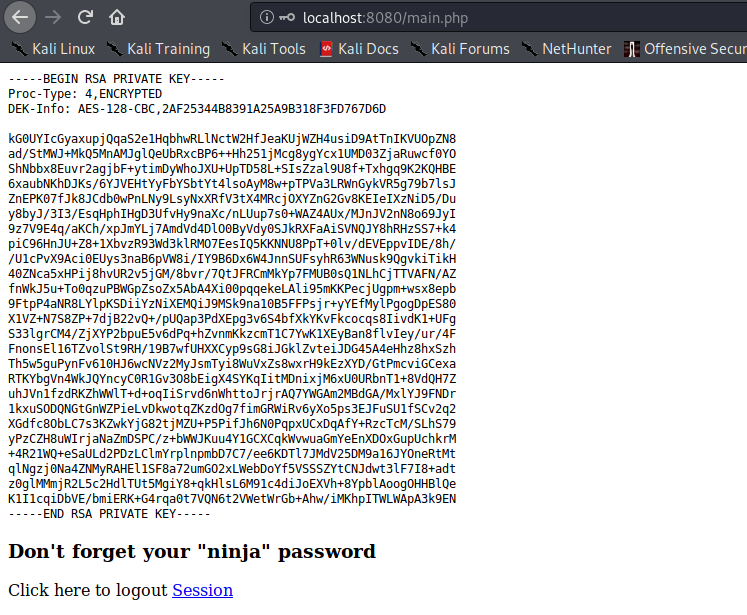 localhost:8080/main.php
Kali Linux Kali Training Kali Tools Kali Docs Kali Forums NetHunter Offensive Secur
-----BEGIN RSA PRIVATE KEY-----
Proc-Type: 4,ENCRYPTED
DEK-Info: AES-128-CBC,2AF25344B8391A25A9B318F3FD767D6D
kG0UYIcGyaxupjQqaS2e1HqbhwRLlNctW2HfJeaKUjWZH4usiD9AtTnIKVUOpZN8
ad/StMWJ+MkQ5MnAMJglQeUbRxcBP6++Hh251jMcg8ygYcx1UMD03ZjaRuwcf0YO
ShNbbx8Euvr2agjbF+ytimDyWhoJXU+UpTD58L+SIsZzal9U8f+Txhgq9K2KQHBE
6xaubNKhDJKs/6YJVEHtYyFbYSbtYt4lsoAyM8w+pTPVa3LRWnGykVR5g79b7lsJ
ZnEPK07fJk8JCdb0wPnLNy9LsyNxXRfV3tX4MRcjOXYZnG2Gv8KEIeIXzNiD5/Du
y8byJ/3I3/EsqHphIHgD3UfvHy9naXc/nLUup7s0+WAZ4AUx/MJnJV2nN8o69JyI
9z7V9E4q/aKCh/xpJmYLj7AmdVd4DlO0ByVdy0SJkRXFaAiSVNQJY8hRHzSS7+k4
piC96HnJU+Z8+1XbvzR93Wd3klRMO7EesIQ5KKNNU8PpT+0lv/dEVEppvIDE/8h/
/U1cPvX9Aci0EUys3naB6pVW8i/IY9B6Dx6W4JnnSUFsyhR63WNusk9QgvkiTikH
40ZNca5xHPij8hvUR2v5jGM/8bvr/7QtJFRCmMkYp7FMUB0sQ1NLhCjTTVAFN/AZ
fnWkJ5u+To0qzuPBWGpZsoZx5AbA4Xi00pqqekeLAli95mKKPecjUgpm+wsx8epb
9FtpP4aNR8LYlpKSDiiYzNiXEMQiJ9MSk9na10B5FFPsjr+yYEfMylPgogDpES80
X1VZ+N7S8ZP+7djB22vQ+/pUQap3PdXEpg3v6S4bfXkYKvFkcocqs8IivdK1+UFg
S33lgrCM4/ZjXYP2bpuE5v6dPq+hZvnmKkzcmT1C7YwK1XEyBan8flvIey/ur/4F
FnonsEl16TZvolSt9RH/19B7wfUHXXCyp9sG8iJGklZvteiJDG45A4eHhz8hxSzh
Th5w5guPynFv610HJ6wcNVz2MyJsmTyi8WuVxZs8wxrH9kEzXYD/GtPmcviGCexa
RTKYbgVn4WkJQYncyC0R1Gv3O8bEigX4SYKqIitMDnixjM6xU0URbnT1+8VdQH7Z
uhJVn1fzdRKZhWWlT+d+oqIiSrvd6nWhttoJrjrAQ7YWGAm2MBdGA/MxlYJ9FNDr
1kxuSODQNGtGnWZPieLvDkwotqZKzdOg7fimGRWiRv6yXo5ps3EJFuSU1fSCv2q2
XGdfc8ObLC7s3KZwkYjG82tjMZU+P5PifJh6N0PqpxUCxDqAfY+RzcTcM/SLhS79
yPzCZH8uWIrjaNaZmDSPC/z+bWWJKuu4Y1GCXCqkWvwuaGmYeEnXDOxGupUchkrM
+4R21WQ+eSaULd2PDzLClmYrplnpmbD7C7/ee6KDTl7JMdV25DM9a16JYOneRtMt
qlNgzj0Na4ZNMyRAHEl1SF8a72umGO2xLWebDoYf5VSSSZYtCNJdwt3lF7I8+adt
z0glMMmjR2L5c2HdlTUt5MgiY8+qkHlsL6M91c4diJoEXVh+8YpblAoogOHHBlQe
K1I1cqiDbVE/bmiERK+G4rqa0t7VQN6t2VWetWrGb+Ahw/iMKhpITWLWApA3k9EN
-----END RSA PRIVATE KEY-----
Don't forget your "ninja" password
Click here to logout Session